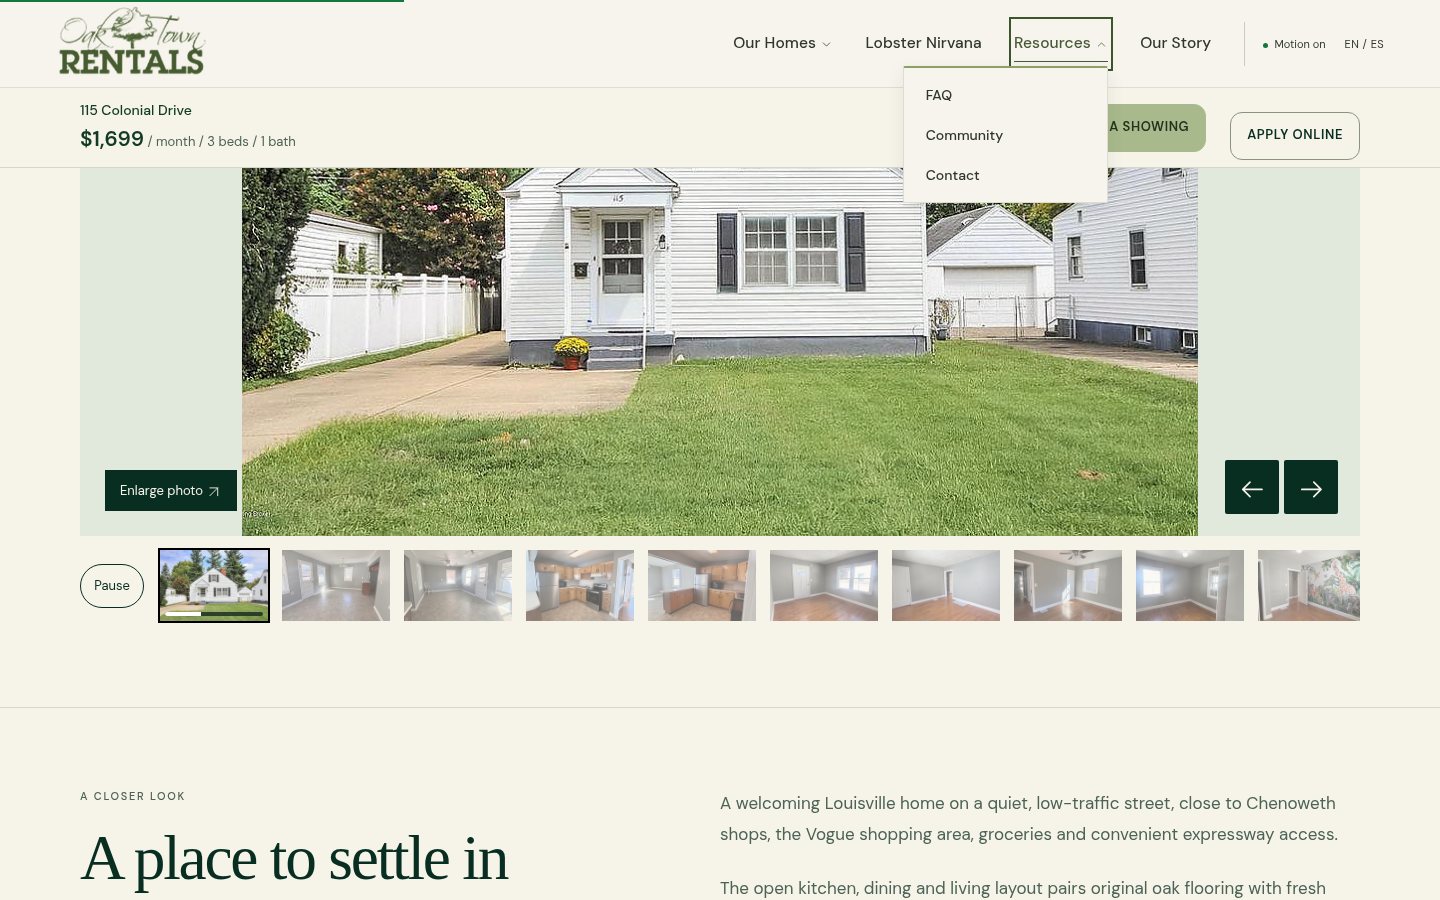 Oak Town
RENTALS
Our Homes
Lobster Nirvana
Resources
Our Story
Motion on
EN / ES
FAQ
Community
Contact
115 Colonial Drive
$1,699 / month / 3 beds / 1 bath
A SHOWING
APPLY ONLINE
115
Enlarge photo
Pause
A CLOSER LOOK
A place to settle in
A welcoming Louisville home on a quiet, low-traffic street, close to Chenoweth
shops, the Vogue shopping area, groceries and convenient expressway access.
The open kitchen, dining and living layout pairs original oak flooring with fresh